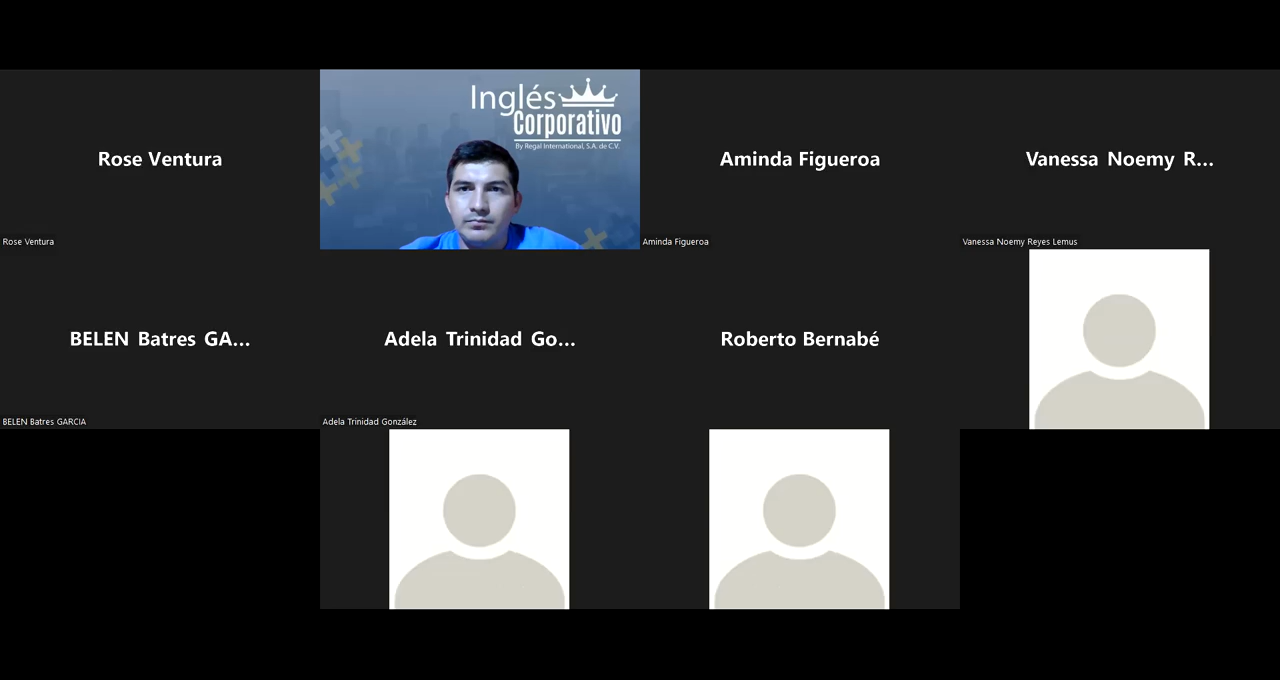 Rose Ventura
Rose Ventura
Inglés
Corporativo
By Regal International, S.A. de C.V.
Aminda Figueroa
Aminda Figueroa
Vanessa Noemy R...
Vanessa Noemy Reyes Lemus
BELEN Batres GA...
BELEN Batres GARCIA
Adela Trinidad Go...
Adela Trinidad González
Roberto Bernabé